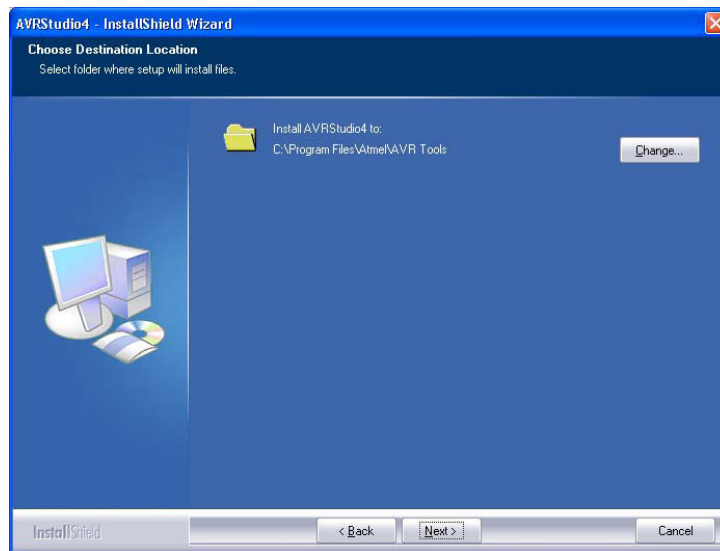 AVRStudio4 - InstallShield Wizard
Choose Destination Location
Select folder where setup will install files.
Install AVRStudio4 to:
C:\Program Files\Atmel\AVR Tools
Change...
InstallShield
< Back
Next >
Cancel